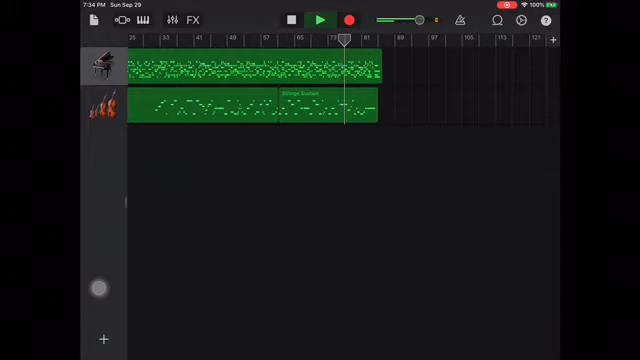 7:34 PM Sun Sep 29
100%
FX
?
25 33 41 49 57 65 73 81 89 97 105 113 121
+
Strings Sustain
+